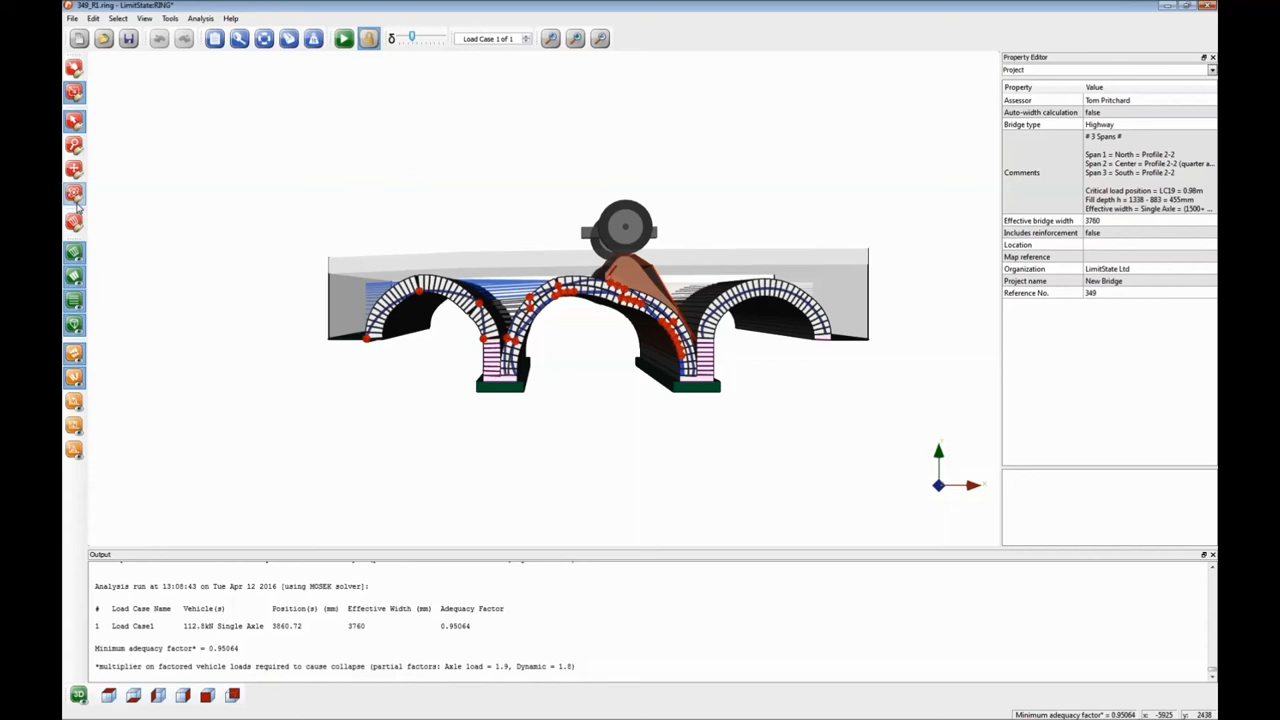 349_R1.ring - LimitState:RING*
File Edit Select View Tools Analysis Help
δ Load Case 1 of 1
Property Editor
Project
Property Value
Assessor Tom Pritchard
Auto-width calculation false
Bridge type Highway
Comments
# 3 Spans #
Span 1 = North = Profile 2-2
Span 2 = Center = Profile 2-2 (quarter a...
Span 3 = South = Profile 2-2
Critical load position = LC19 = 0.98m
Fill depth h = 1338 - 883 = 455mm
Effective width = Single Axle = (1500+ ...
Effective bridge width 3760
Includes reinforcement false
Location
Map reference
Organization LimitState Ltd
Project name New Bridge
Reference No. 349
Output
Analysis run at 13:08:43 on Tue Apr 12 2016 [using MOSEK solver]:
# Load Case Name Vehicle(s) Position(s) (mm) Effective Width (mm) Adequacy Factor
1 Load Case1 112.8kN Single Axle 3860.72 3760 0.95064
Minimum adequacy factor* = 0.95064
*multiplier on factored vehicle loads required to cause collapse (partial factors: Axle load = 1.9, Dynamic = 1.8)
3D
Minimum adequacy factor* = 0.95064 x: -5925 y: 2438